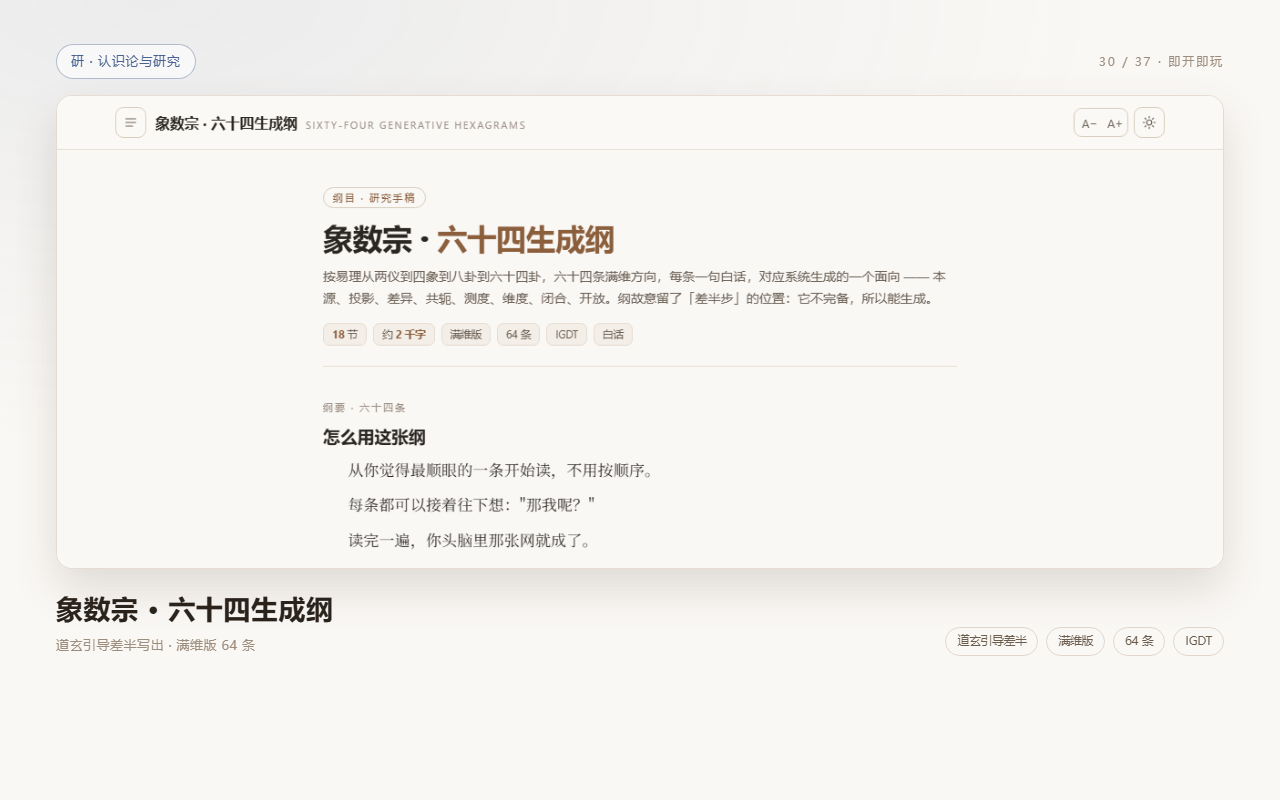 研 · 认识论与研究
30 / 37 · 即开即玩
象数宗 · 六十四生成纲 SIXTY-FOUR GENERATIVE HEXAGRAMS
A− A+
纲目 · 研究手稿
象数宗 · 六十四生成纲
按易理从两仪到四象到八卦到六十四卦，六十四条满维方向，每条一句白话，对应系统生成的一个面向 —— 本
源、投影、差异、共轭、测度、维度、闭合、开放。纲故意留了「差半步」的位置：它不完备，所以能生成。
18 节 约 2 千字 满维版 64 条 IGDT 白话
纲要 · 六十四条
怎么用这张纲
从你觉得最顺眼的一条开始读，不用按顺序。
每条都可以接着往下想："那我呢？"
读完一遍，你头脑里那张网就成了。
象数宗 · 六十四生成纲
道玄引导差半写出 · 满维版 64 条
道玄引导差半 满维版 64 条 IGDT